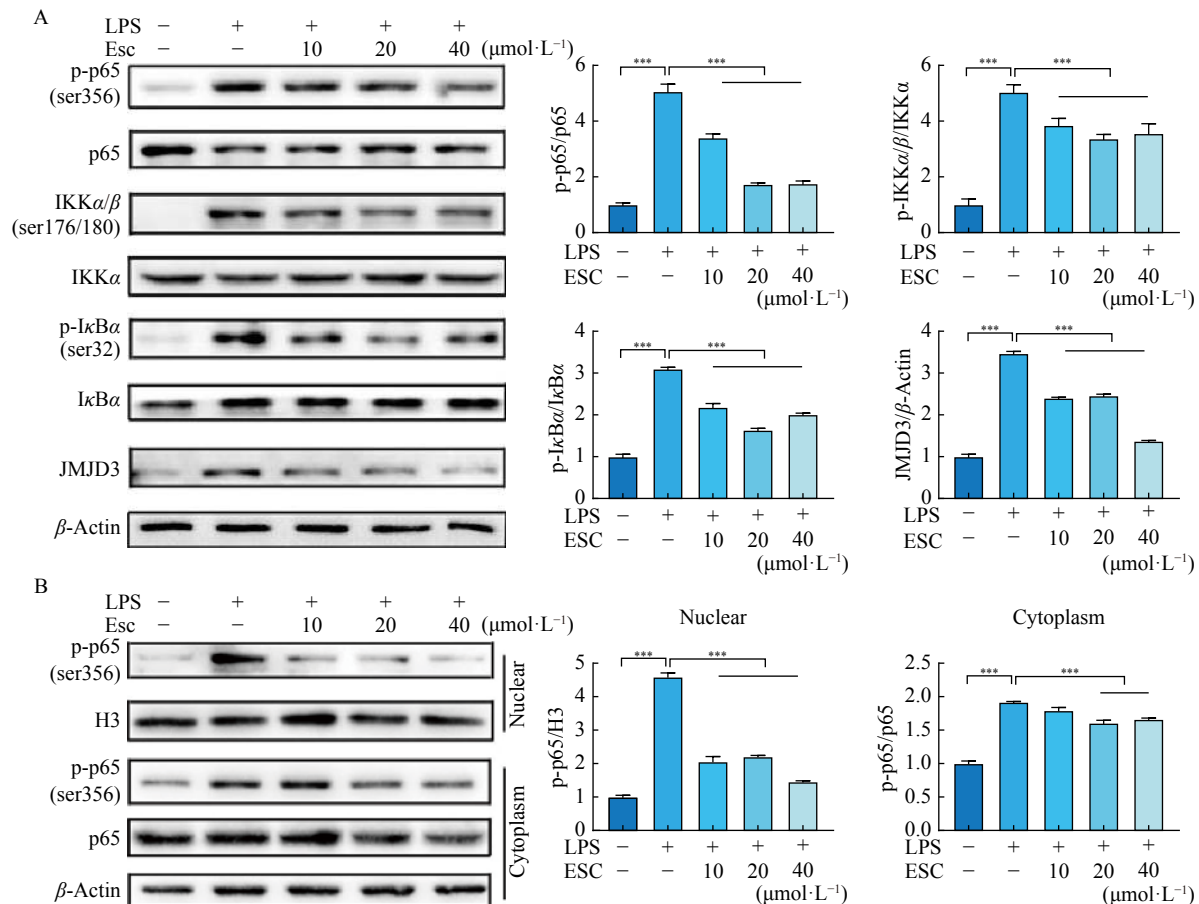 A
LPS − + + + +
Esc − − 10 20 40 (μmol·L⁻¹)
p-p65
(ser356)
p65
IKKα/β
(ser176/180)
IKKα
p-IκBα
(ser32)
IκBα
JMJD3
β-Actin
p-p65/p65
6
4
2
0
*** ***
LPS − + + + +
ESC − − 10 20 40
(μmol·L⁻¹)
p-IKKα/β/IKKα
6
4
2
0
*** ***
LPS − + + + +
ESC − − 10 20 40
(μmol·L⁻¹)
p-IκBα/IκBα
4
3
2
1
0
*** ***
LPS − + + + +
ESC − − 10 20 40
(μmol·L⁻¹)
JMJD3/β-Actin
4
3
2
1
0
*** ***
LPS − + + + +
ESC − − 10 20 40
(μmol·L⁻¹)
B
LPS − + + + +
Esc − − 10 20 40 (μmol·L⁻¹)
p-p65
(ser356)
H3
Nuclear
p-p65
(ser356)
p65
β-Actin
Cytoplasm
Nuclear
p-p65/H3
5
4
3
2
1
0
*** ***
LPS − + + + +
ESC − − 10 20 40
(μmol·L⁻¹)
Cytoplasm
p-p65/p65
2.5
2.0
1.5
1.0
0.5
0.0
*** ***
LPS − + + + +
ESC − − 10 20 40
(μmol·L⁻¹)